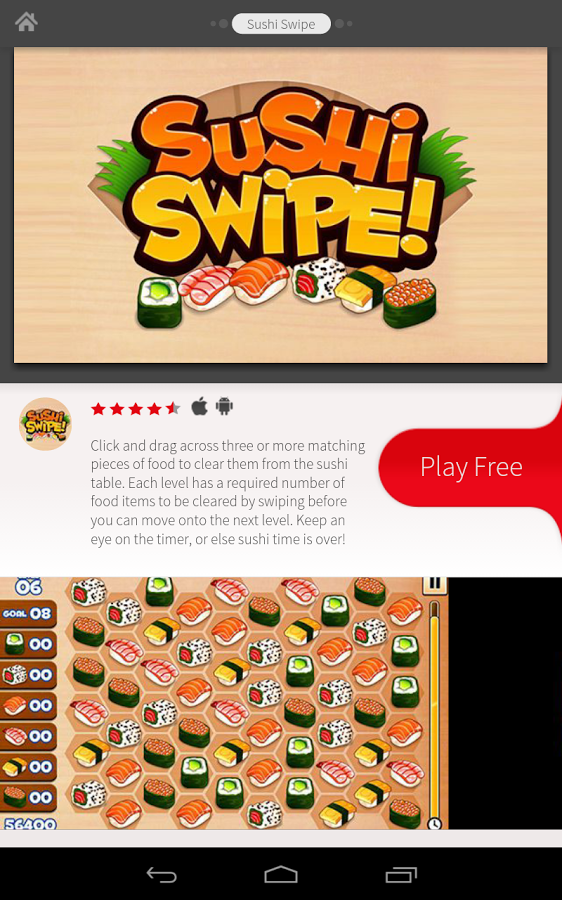 Sushi Swipe
SuSHi
SWiPE!
SuSHi
SWiPE!
Click and drag across three or more matching
pieces of food to clear them from the sushi
table. Each level has a required number of
food items to be cleared by swiping before
you can move onto the next level. Keep an
eye on the timer, or else sushi time is over!
Play Free
06
GOAL 08
00
00
00
00
00
00
56400